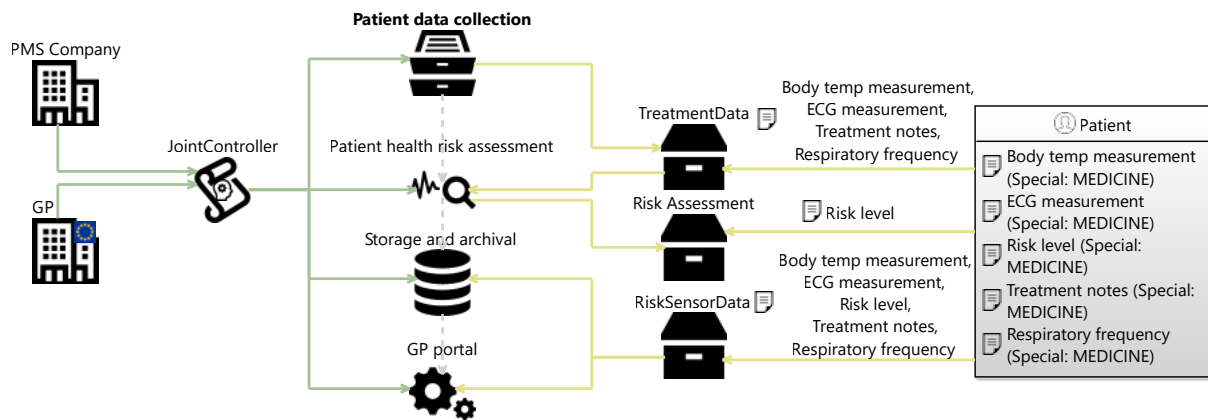 Patient data collection
PMS Company
JointController
GP
Patient health risk assessment
Storage and archival
GP portal
TreatmentData
Body temp measurement,
ECG measurement,
Treatment notes,
Respiratory frequency
Risk Assessment
Risk level
RiskSensorData
Body temp measurement,
ECG measurement,
Risk level,
Treatment notes,
Respiratory frequency
Patient
Body temp measurement
(Special: MEDICINE)
ECG measurement
(Special: MEDICINE)
Risk level (Special:
MEDICINE)
Treatment notes (Special:
MEDICINE)
Respiratory frequency
(Special: MEDICINE)